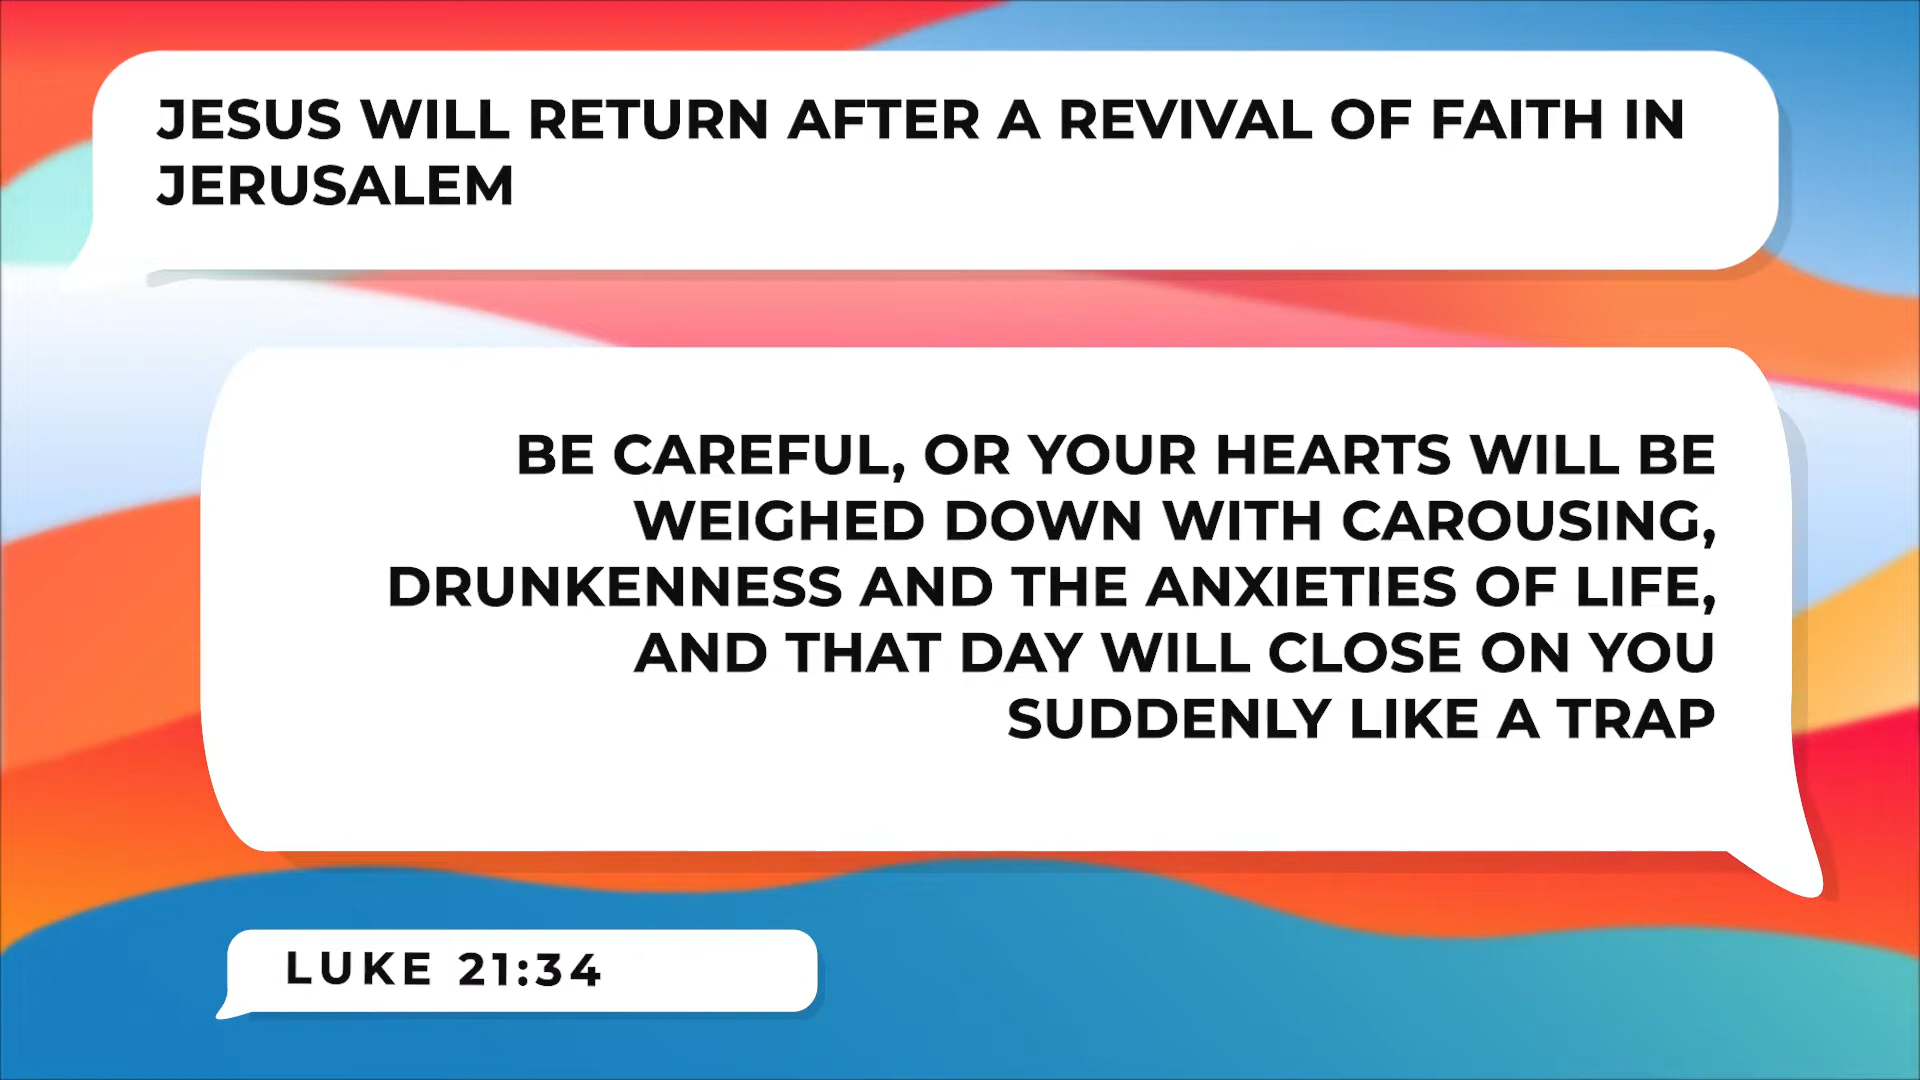 JESUS WILL RETURN AFTER A REVIVAL OF FAITH IN
JERUSALEM
BE CAREFUL, OR YOUR HEARTS WILL BE
WEIGHED DOWN WITH CAROUSING,
DRUNKENNESS AND THE ANXIETIES OF LIFE,
AND THAT DAY WILL CLOSE ON YOU
SUDDENLY LIKE A TRAP
LUKE 21:34